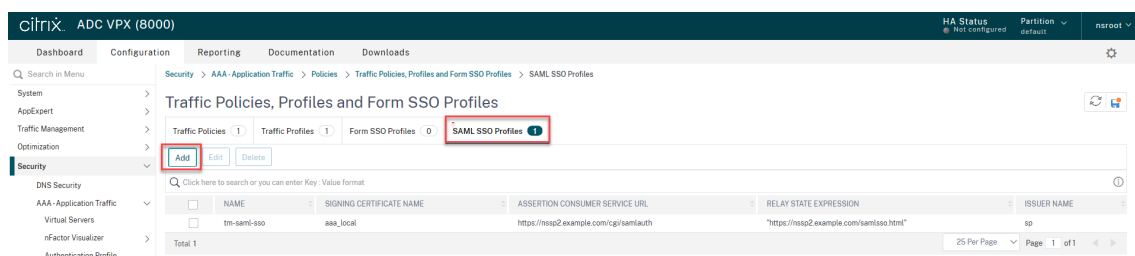 citrix. ADC VPX (8000)
HA Status
Not configured
Partition
default
nsroot
Dashboard Configuration Reporting Documentation Downloads
Search in Menu
Security > AAA - Application Traffic > Policies > Traffic Policies, Profiles and Form SSO Profiles > SAML SSO Profiles
System
AppExpert
Traffic Management
Optimization
Security
DNS Security
AAA - Application Traffic
Virtual Servers
nFactor Visualizer
Authentication Profile
Traffic Policies, Profiles and Form SSO Profiles
Traffic Policies 1 Traffic Profiles 1 Form SSO Profiles 0 SAML SSO Profiles 1
Add Edit Delete
Click here to search or you can enter Key : Value format
NAME SIGNING CERTIFICATE NAME ASSERTION CONSUMER SERVICE URL RELAY STATE EXPRESSION ISSUER NAME
tm-saml-sso aaa_local https://nssp2.example.com/cgi/samlauth "https://nssp2.example.com/samlsso.html" sp
Total 1 25 Per Page Page 1 of 1